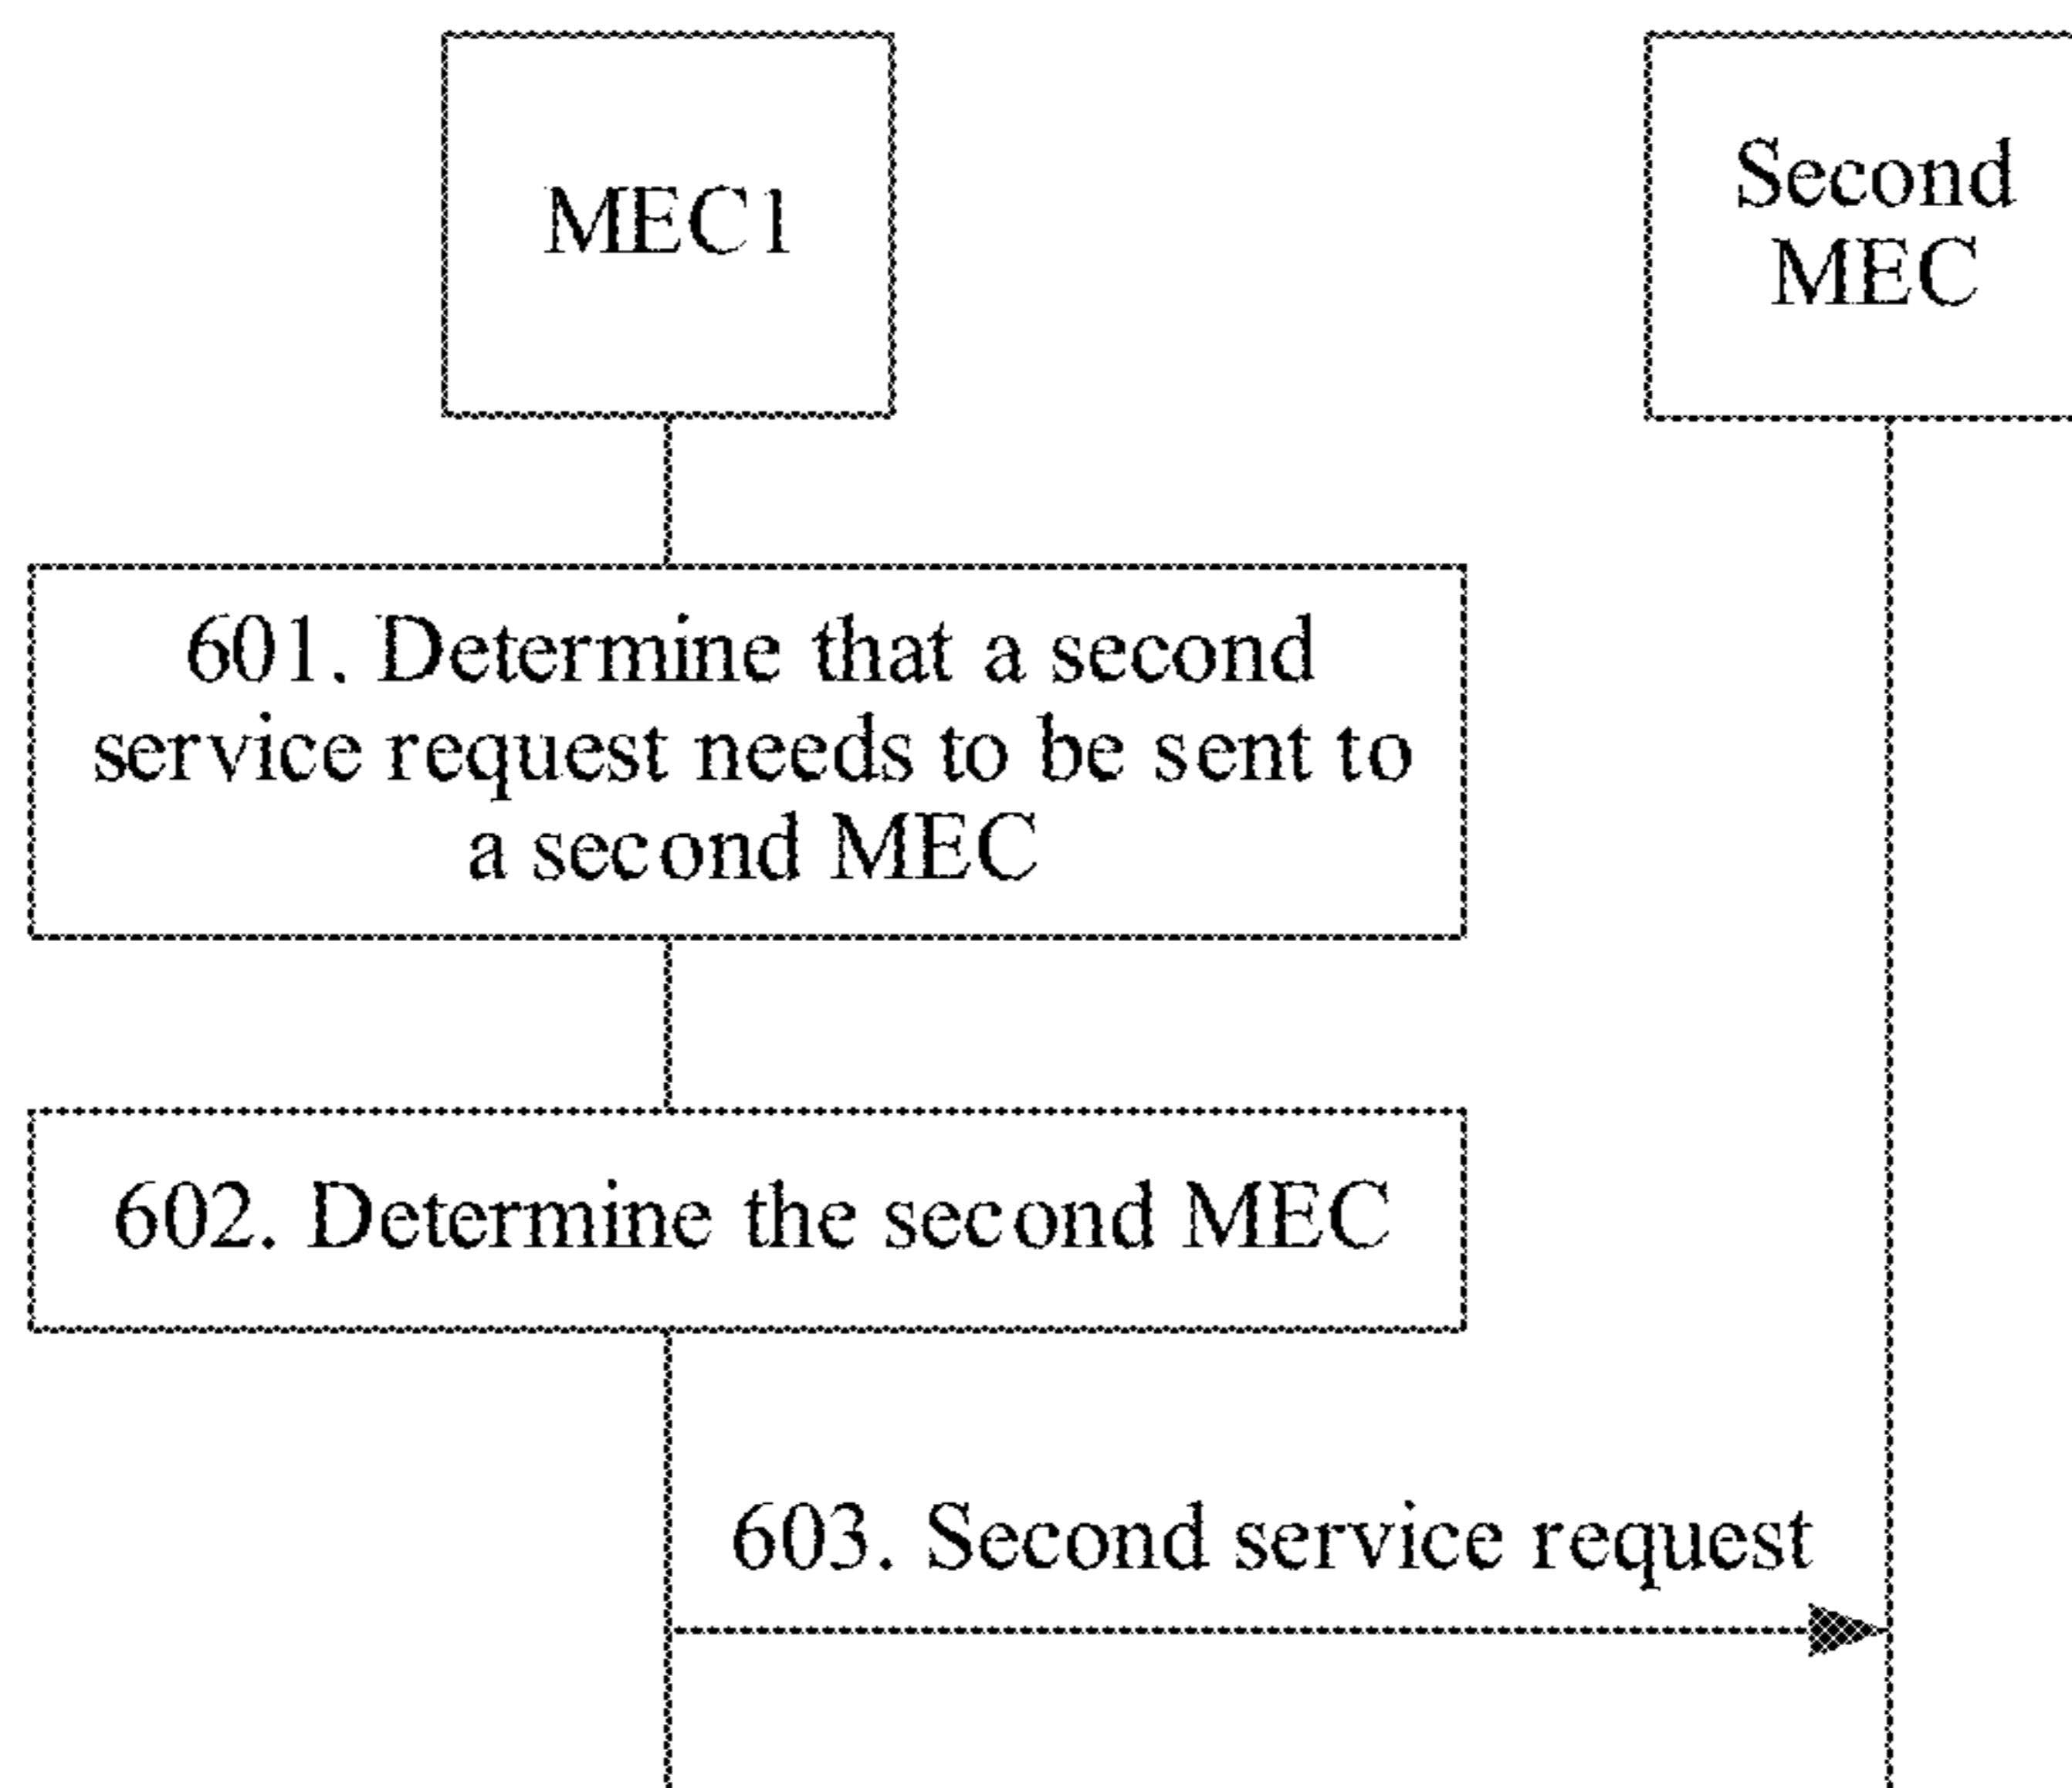 MEC1
Second
MEC
601. Determine that a second
service request needs to be sent to
a second MEC
602. Determine the second MEC
603. Second service request